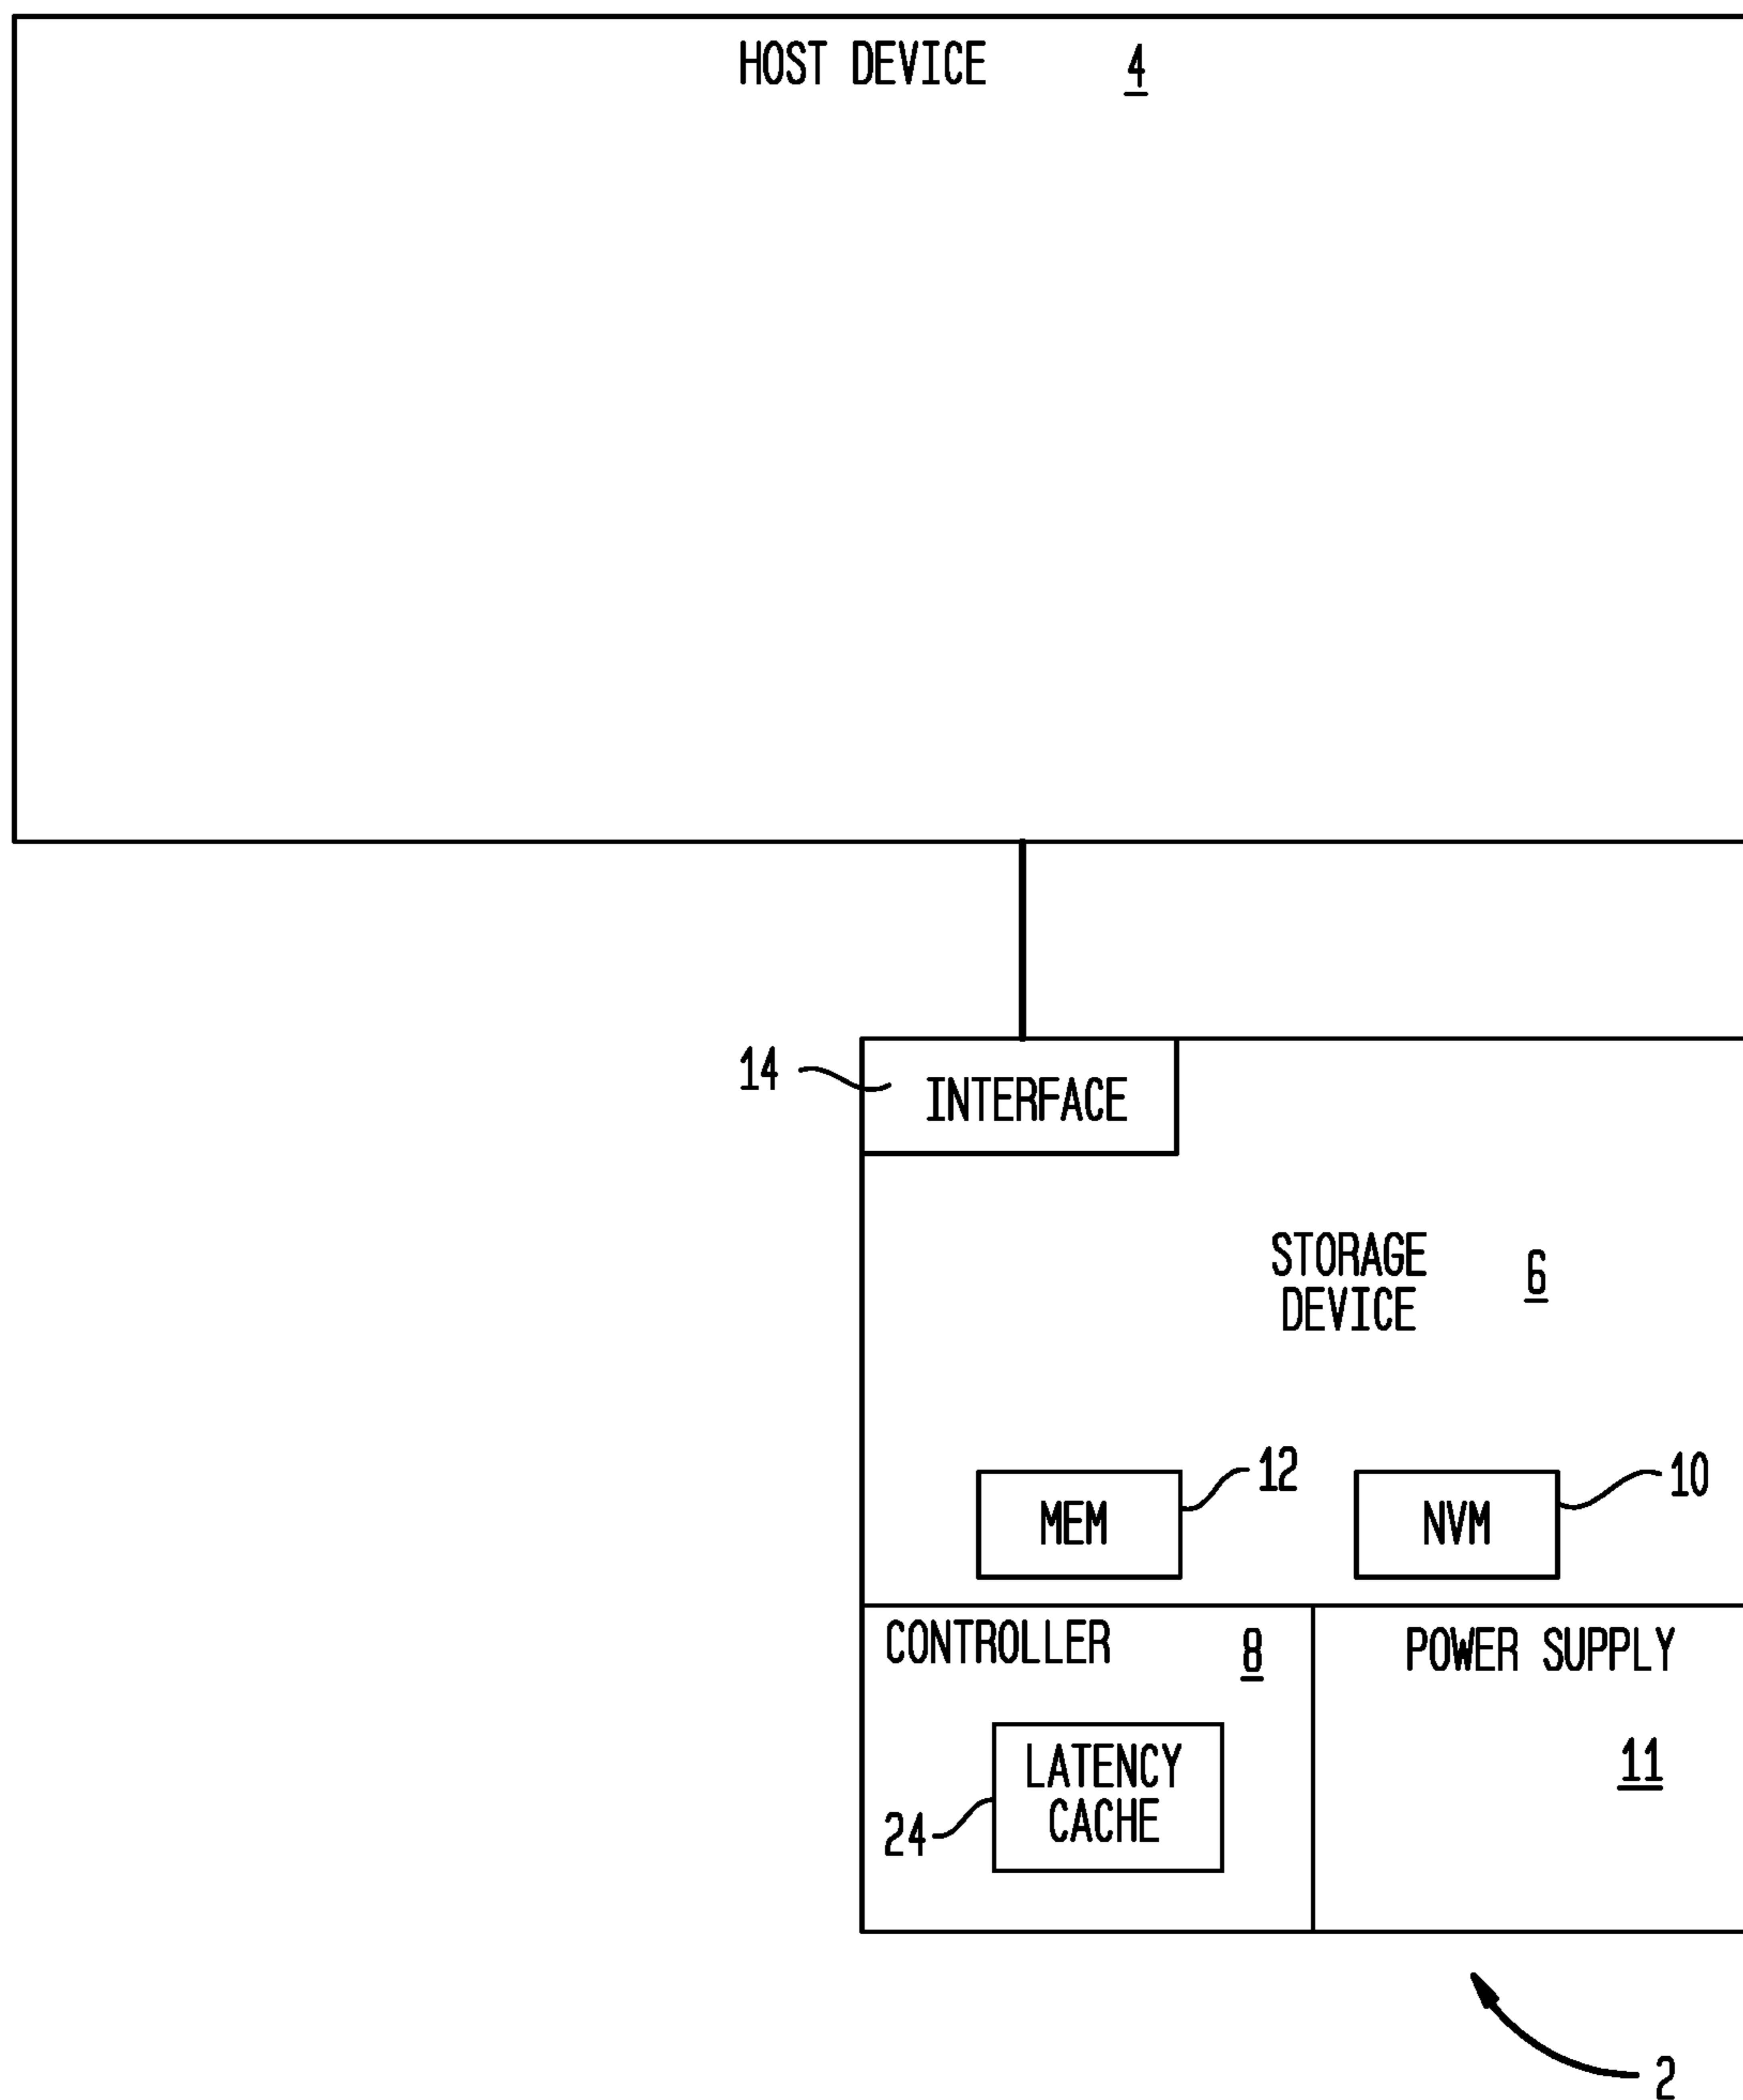 HOST DEVICE 4
14
INTERFACE
STORAGE
DEVICE
6
MEM
12
NVM
10
CONTROLLER
8
POWER SUPPLY
11
LATENCY
CACHE
24
2